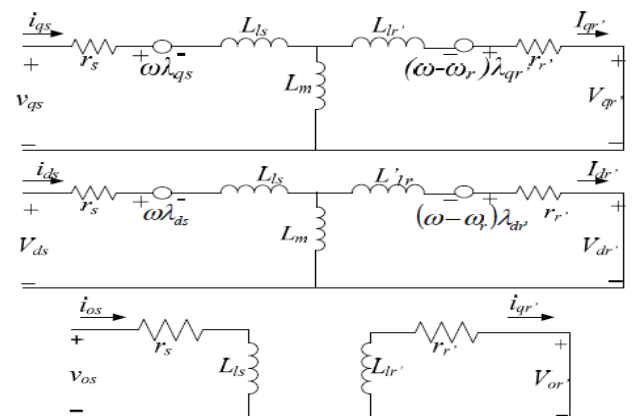 iqs Lls Llr' Iqr'
+ rs + ωλqs - Lm − (ω-ωr)λqr' + rr' +
vqs Vqr'
− −
ids Lls L'lr Idr'
+ rs + ωλds - Lm − (ω−ωr)λdr' + rr' +
Vds Vdr'
− −
ios iqr'
+ rs rr' +
vos Lls Llr' Vor'
− −